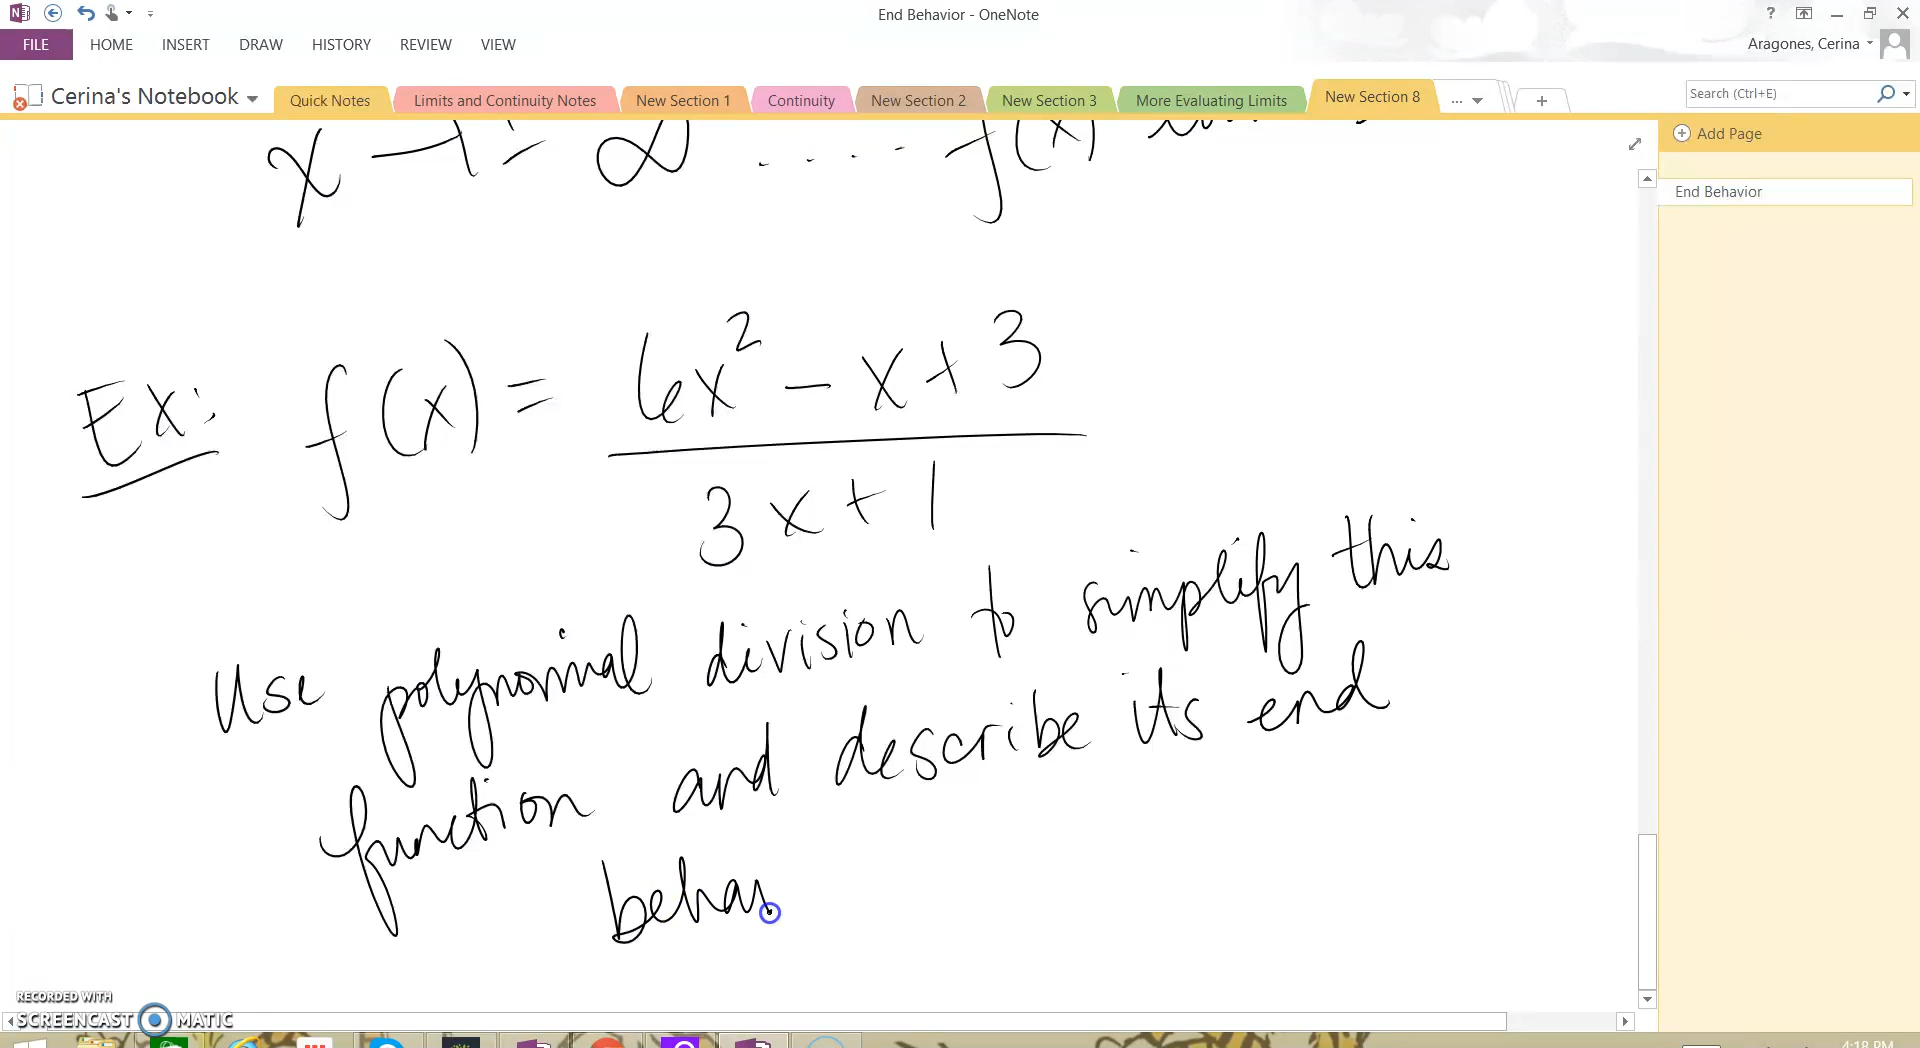 End Behavior - OneNote
FILE HOME INSERT DRAW HISTORY REVIEW VIEW
Aragones, Cerina
Cerina's Notebook
Quick Notes
Limits and Continuity Notes
New Section 1
Continuity
New Section 2
New Section 3
More Evaluating Limits
New Section 8
...
Search (Ctrl+E)
Add Page
End Behavior
x → ± ∞ ..... f(x)
Ex: f(x) = 6x² - x + 3
3x + 1
Use polynomial division to simplify this
function and describe its end
behav
RECORDED WITH
SCREENCAST MATIC
4:18 PM